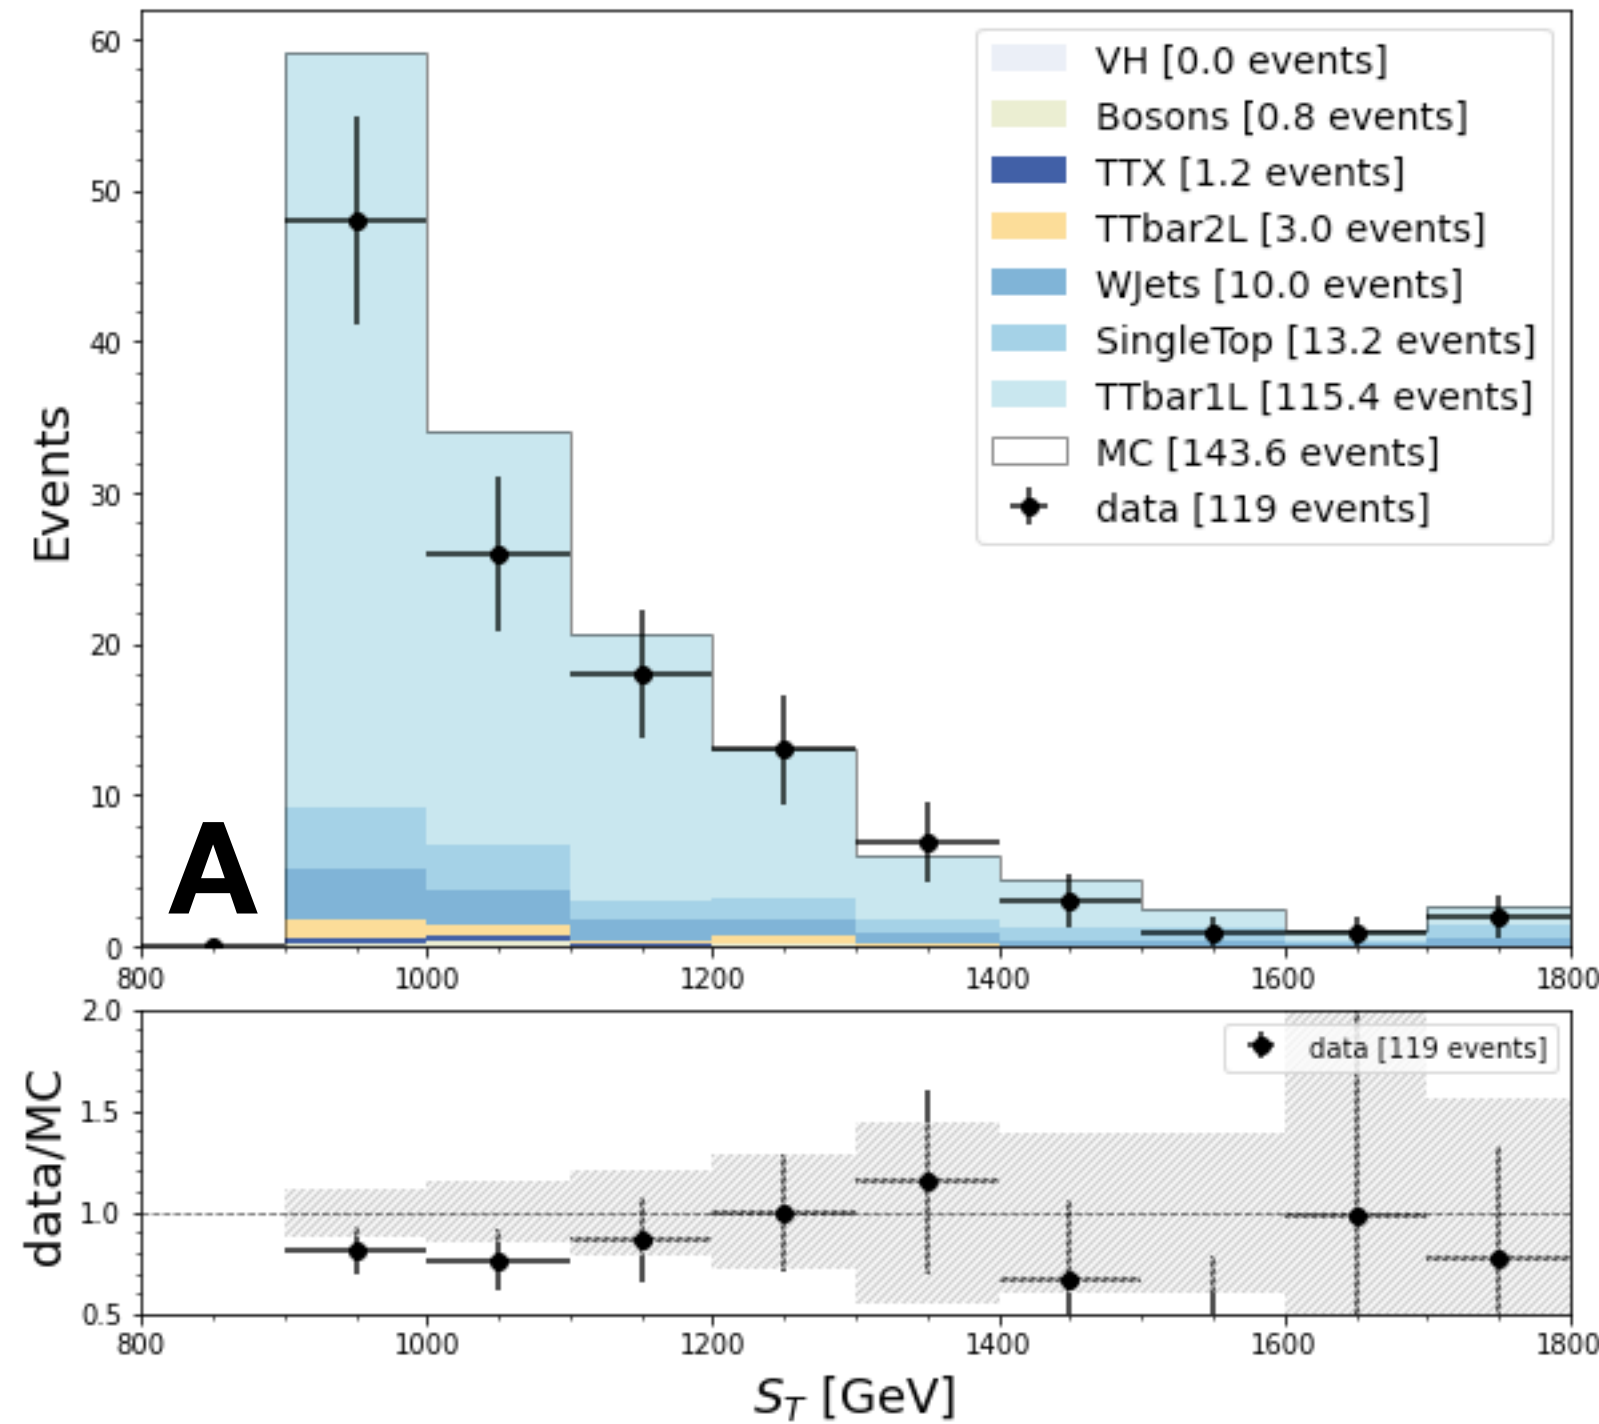 60
50
40
30
20
10
0
Events
VH [0.0 events]
Bosons [0.8 events]
TTX [1.2 events]
TTbar2L [3.0 events]
WJets [10.0 events]
SingleTop [13.2 events]
TTbar1L [115.4 events]
MC [143.6 events]
data [119 events]
A
800 1000 1200 1400 1600 1800
2.0
1.5
1.0
0.5
data/MC
data [119 events]
800 1000 1200 1400 1600 1800
S_T [GeV]